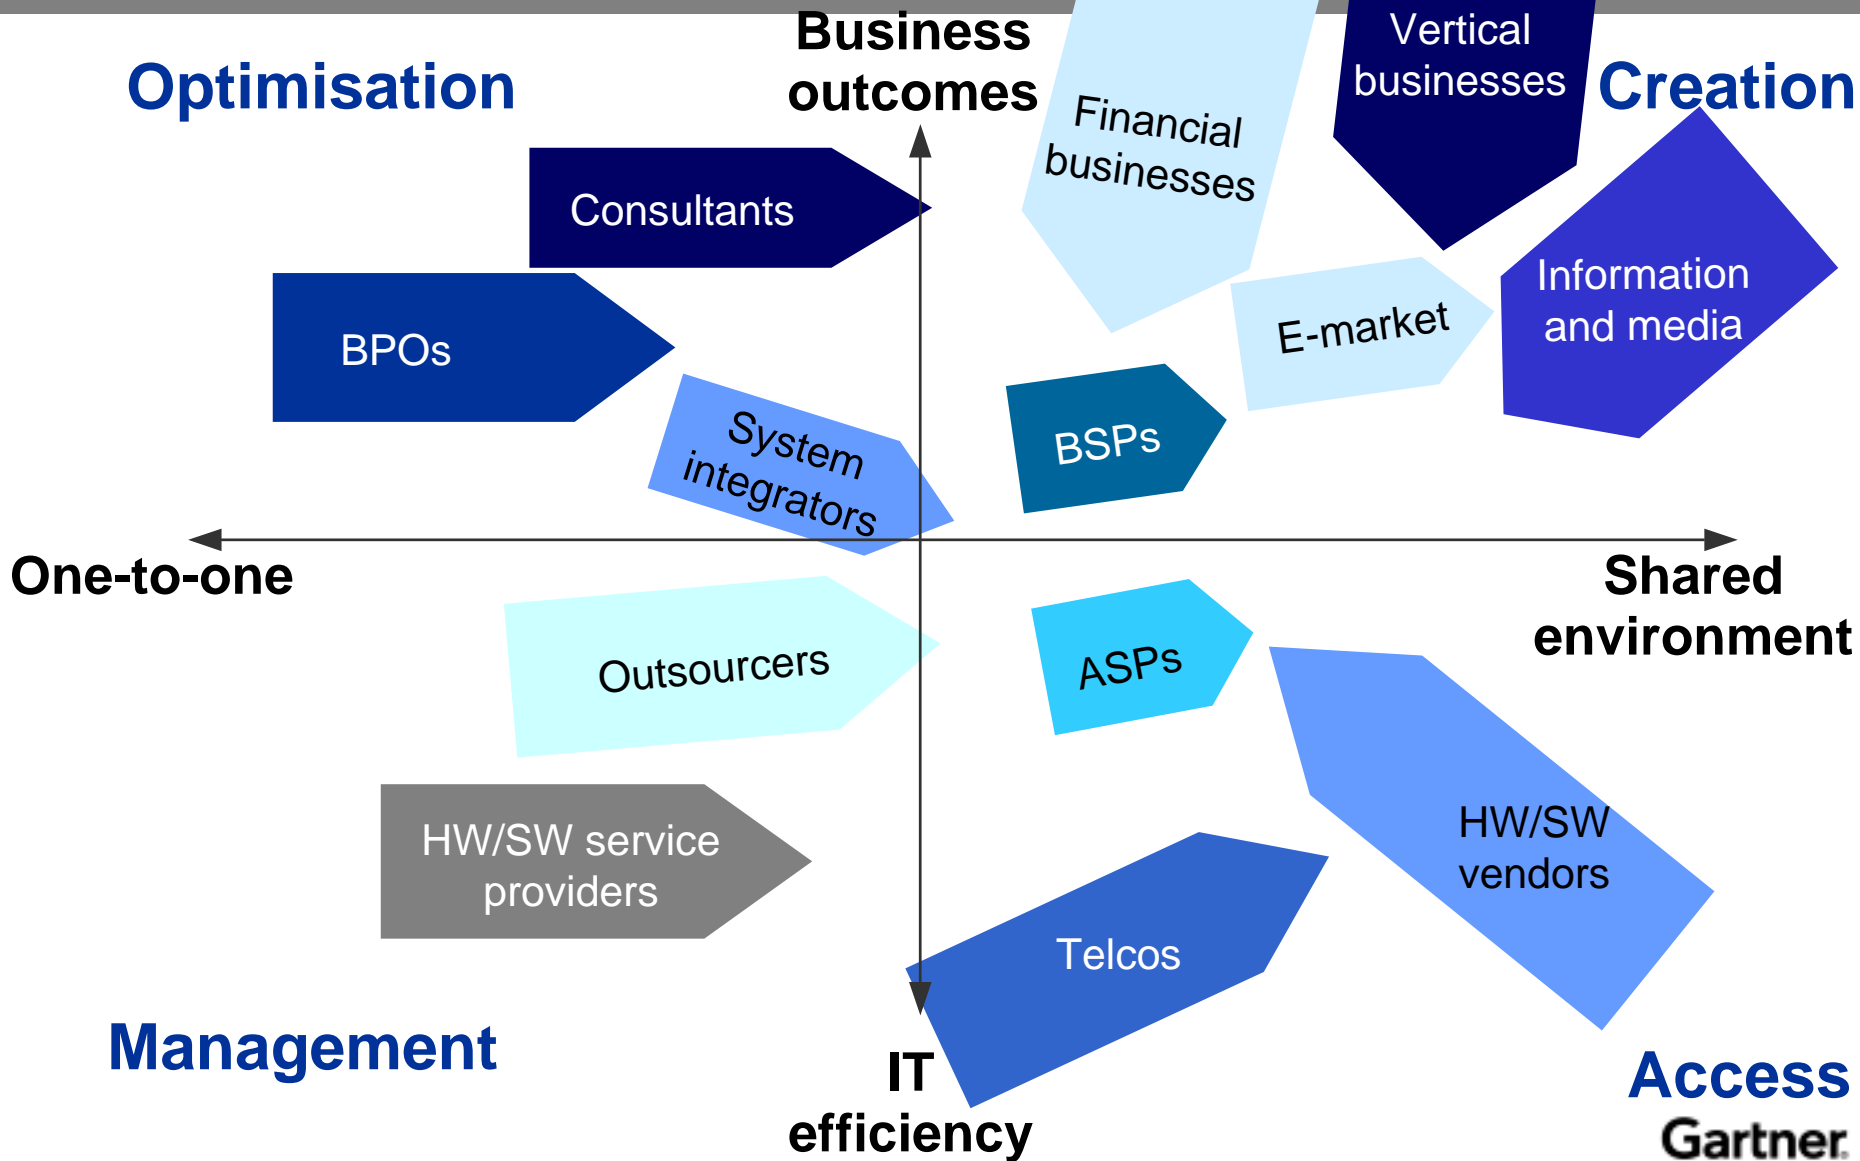 Business
outcomes
Optimisation
Vertical
businesses
Creation
Financial
businesses
Consultants
Information
and media
E-market
BPOs
System
integrators
BSPs
One-to-one
Shared
environment
Outsourcers
ASPs
HW/SW service
providers
HW/SW
vendors
Telcos
Management
IT
efficiency
Access
Gartner.